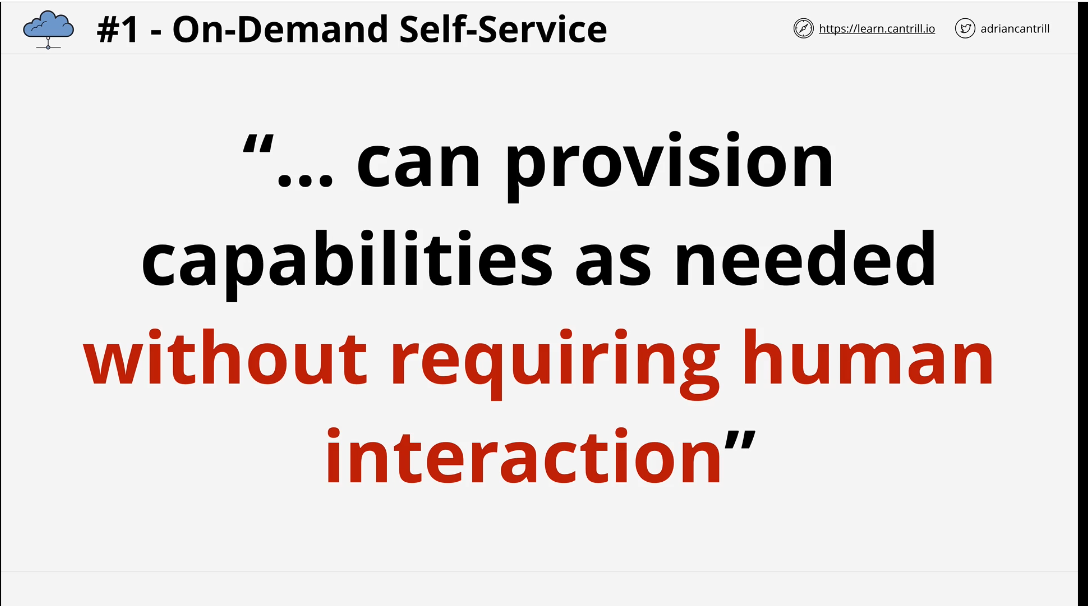 #1 - On-Demand Self-Service
https://learn.cantrill.io
adriancantrill
“... can provision
capabilities as needed
without requiring human
interaction”